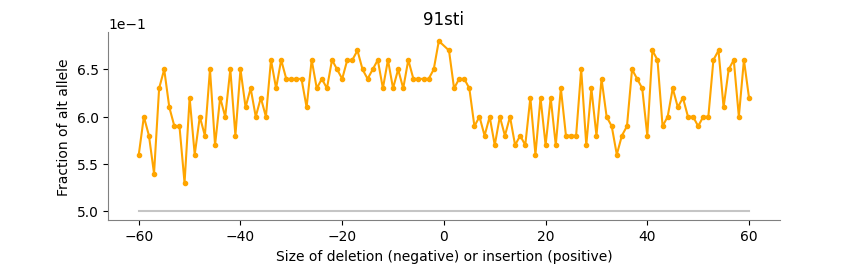 91sti
1e−1
Fraction of alt allele
6.5
6.0
5.5
5.0
−60 −40 −20 0 20 40 60
Size of deletion (negative) or insertion (positive)